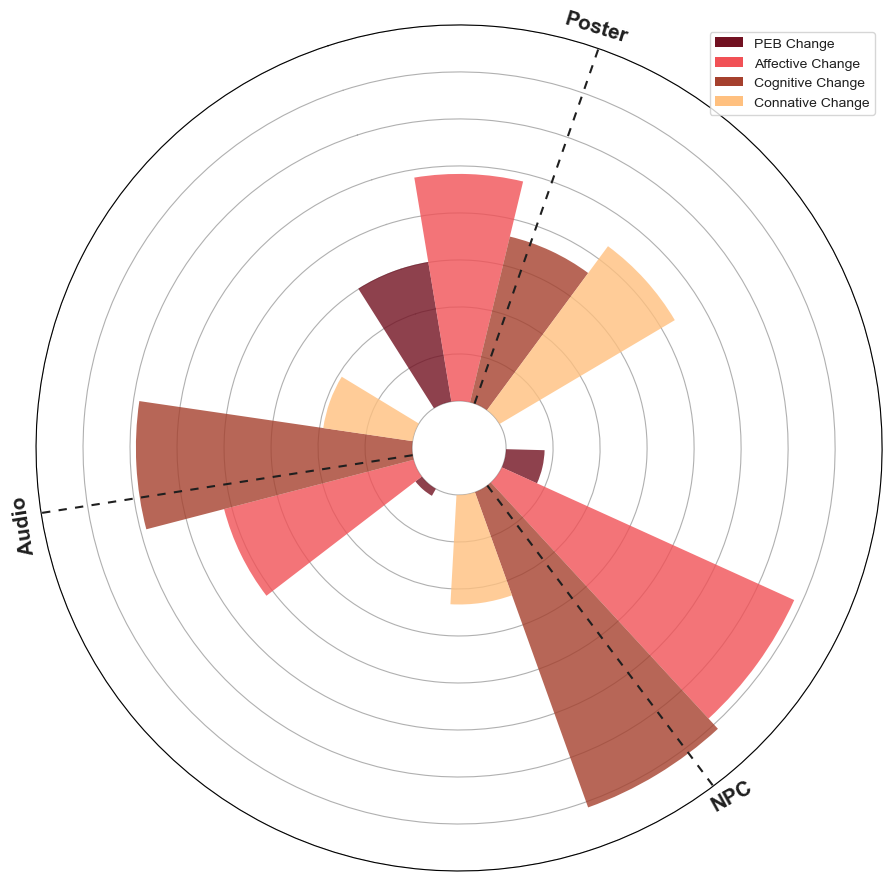 Poster
PEB Change
Affective Change
Cognitive Change
Connative Change
Audio
NPC